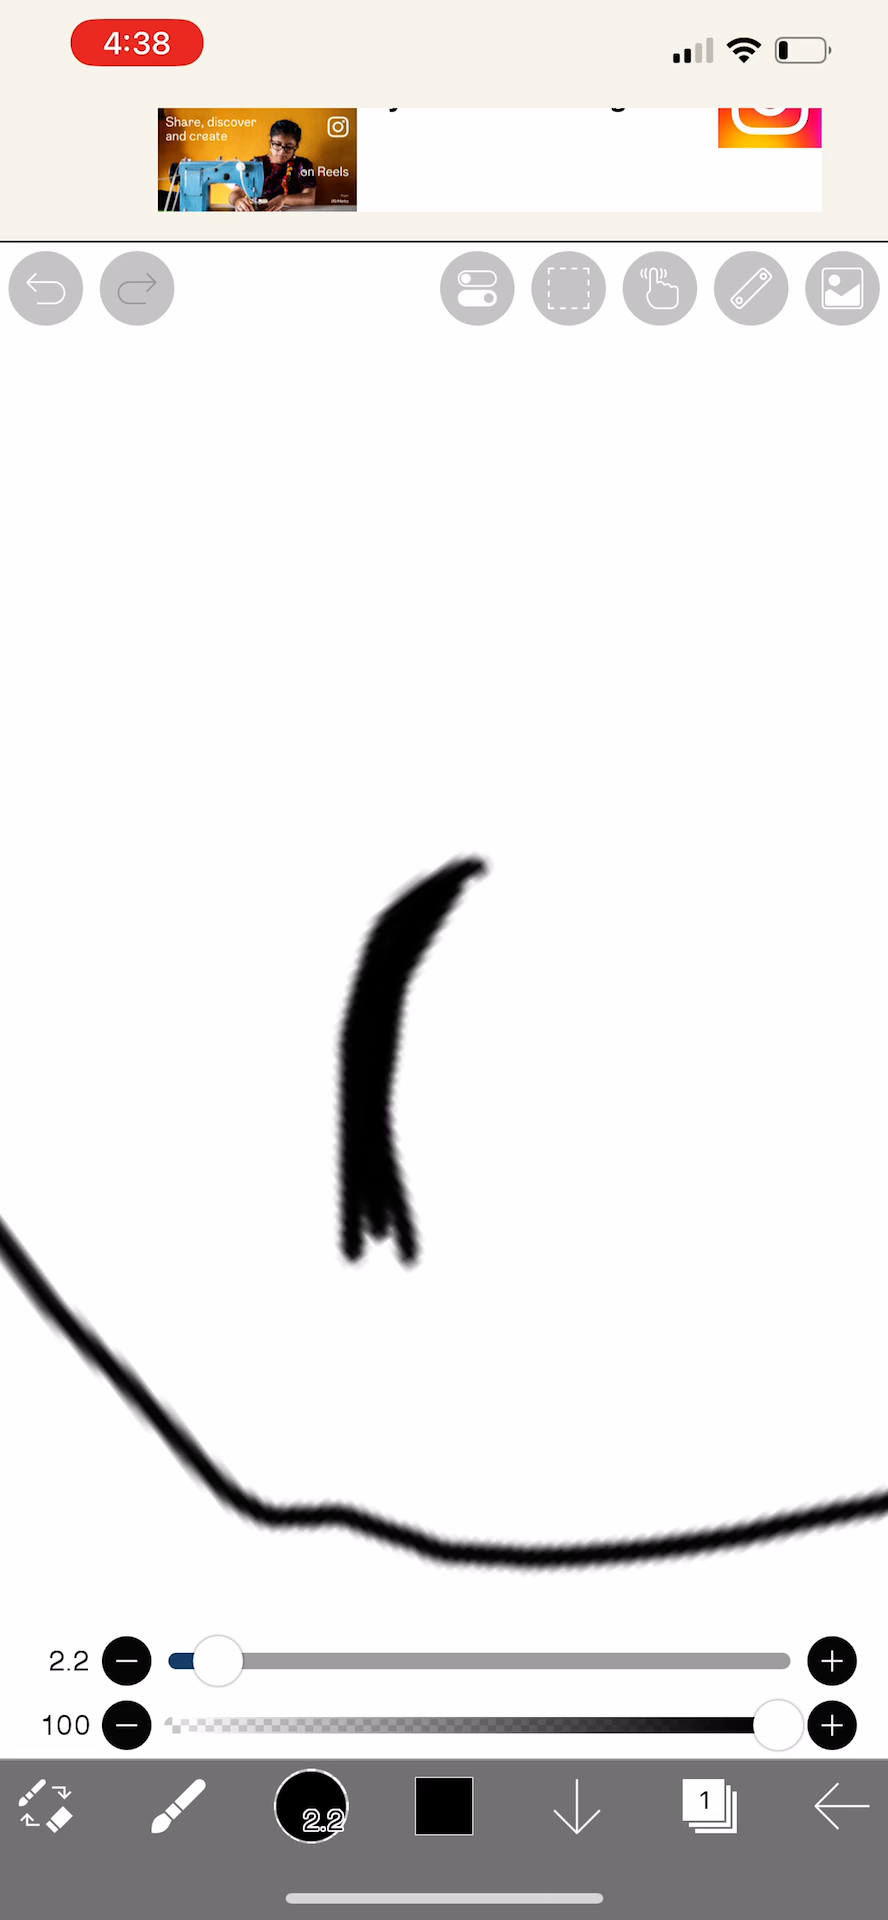 4:38
Share, discover
and create
on Reels
2.2
100
2.2
1